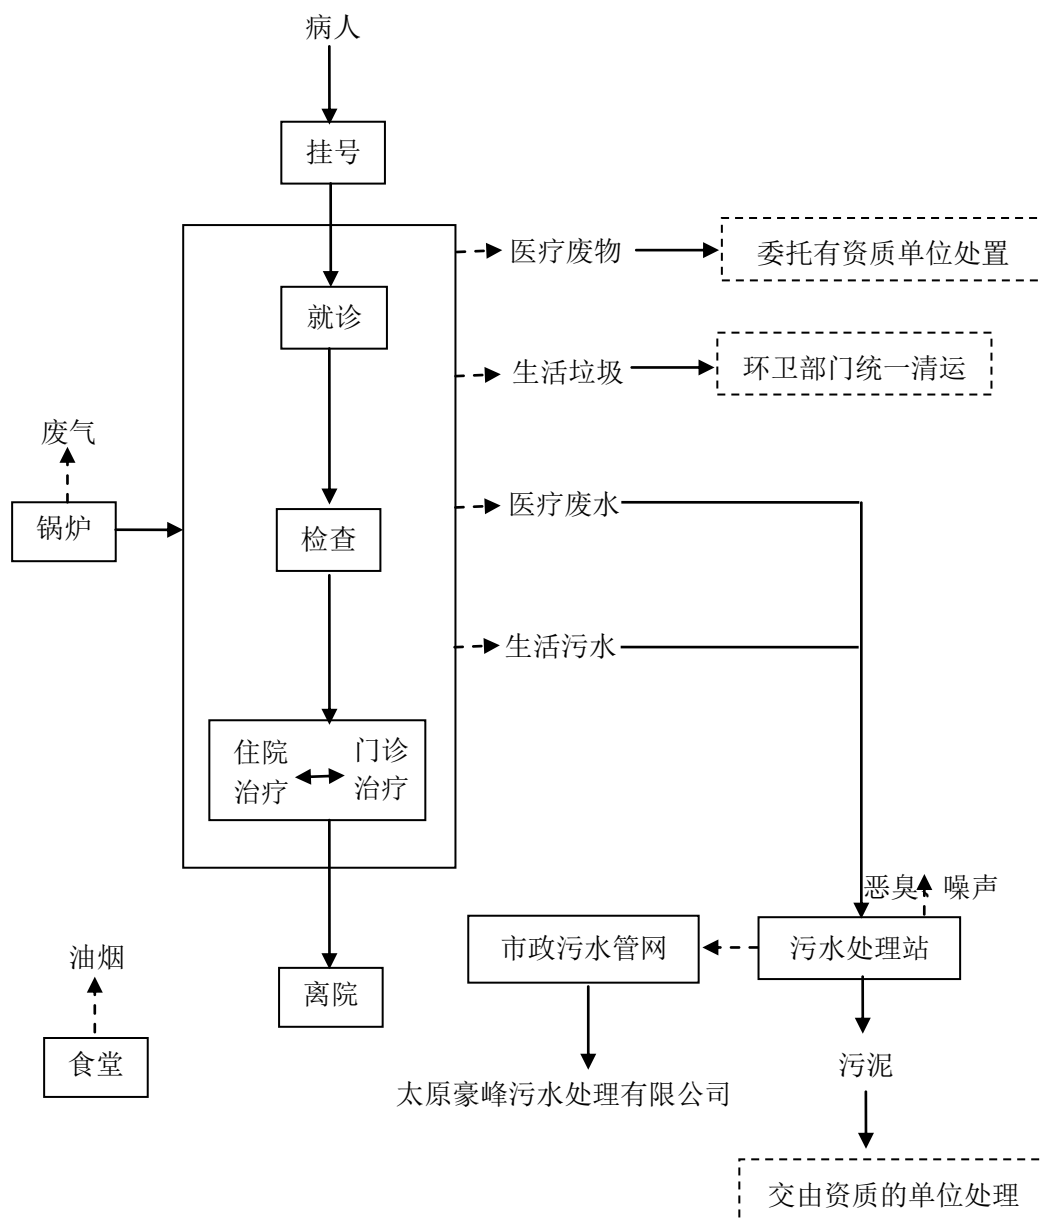 病人
挂号
医疗废物
委托有资质单位处置
就诊
生活垃圾
环卫部门统一清运
废气
锅炉
医疗废水
检查
生活污水
住院
治疗
门诊
治疗
恶臭
噪声
市政污水管网
污水处理站
油烟
离院
食堂
污泥
太原豪峰污水处理有限公司
交由资质的单位处理